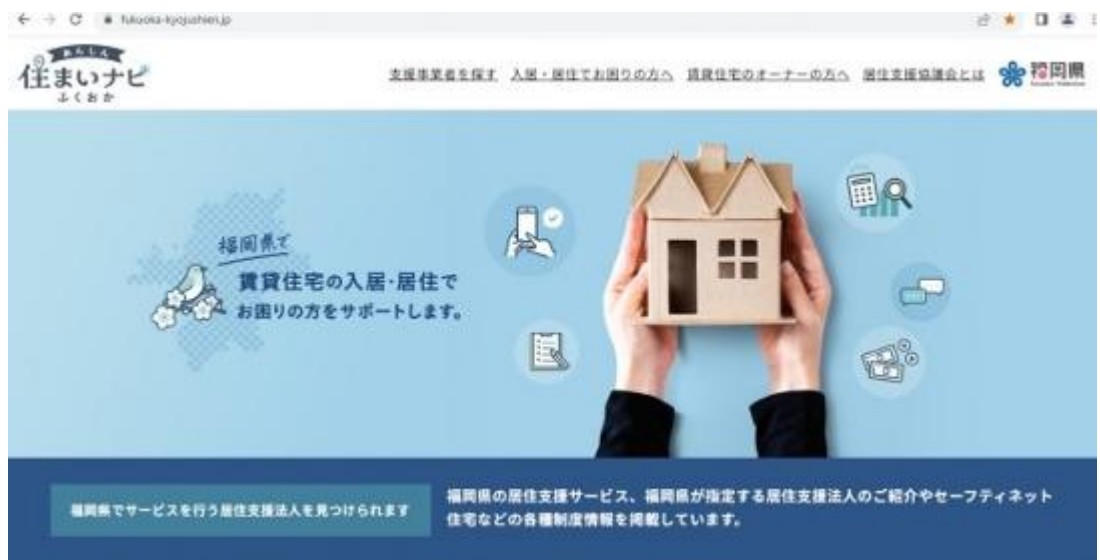 fukuoka-kyojushien.jp
あんしん
住まいナビ
ふくおか
支援事業者を探す 入居・居住でお困りの方へ 賃貸住宅のオーナーの方へ 居住支援協議会とは 福岡県
福岡県で
賃貸住宅の入居・居住で
お困りの方をサポートします。
福岡県でサービスを行う居住支援法人を見つけられます
福岡県の居住支援サービス、福岡県が指定する居住支援法人のご紹介やセーフティネット
住宅などの各種制度情報を掲載しています。